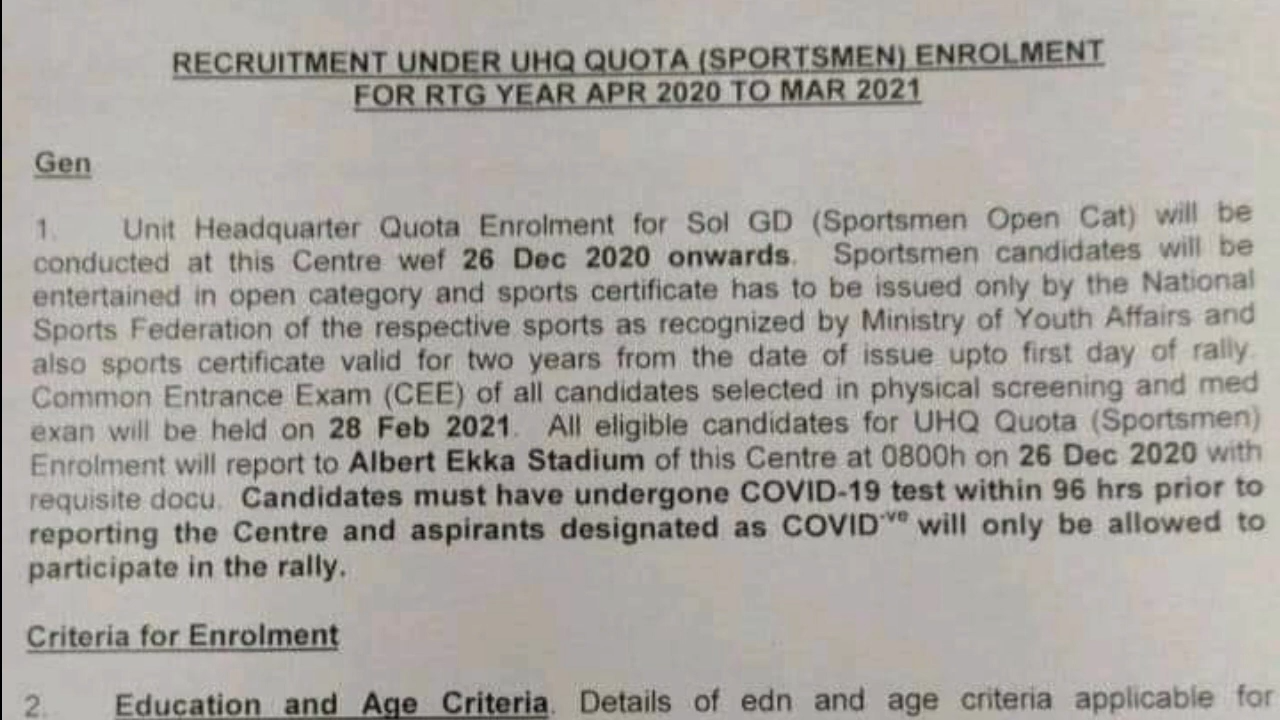 RECRUITMENT UNDER UHQ QUOTA (SPORTSMEN) ENROLMENT
FOR RTG YEAR APR 2020 TO MAR 2021
Gen
1. Unit Headquarter Quota Enrolment for Sol GD (Sportsmen Open Cat) will be
conducted at this Centre wef 26 Dec 2020 onwards. Sportsmen candidates will be
entertained in open category and sports certificate has to be issued only by the National
Sports Federation of the respective sports as recognized by Ministry of Youth Affairs and
also sports certificate valid for two years from the date of issue upto first day of rally.
Common Entrance Exam (CEE) of all candidates selected in physical screening and med
exan will be held on 28 Feb 2021. All eligible candidates for UHQ Quota (Sportsmen)
Enrolment will report to Albert Ekka Stadium of this Centre at 0800h on 26 Dec 2020 with
requisite docu. Candidates must have undergone COVID-19 test within 96 hrs prior to
reporting the Centre and aspirants designated as COVID-ve will only be allowed to
participate in the rally.
Criteria for Enrolment
2. Education and Age Criteria. Details of edn and age criteria applicable for